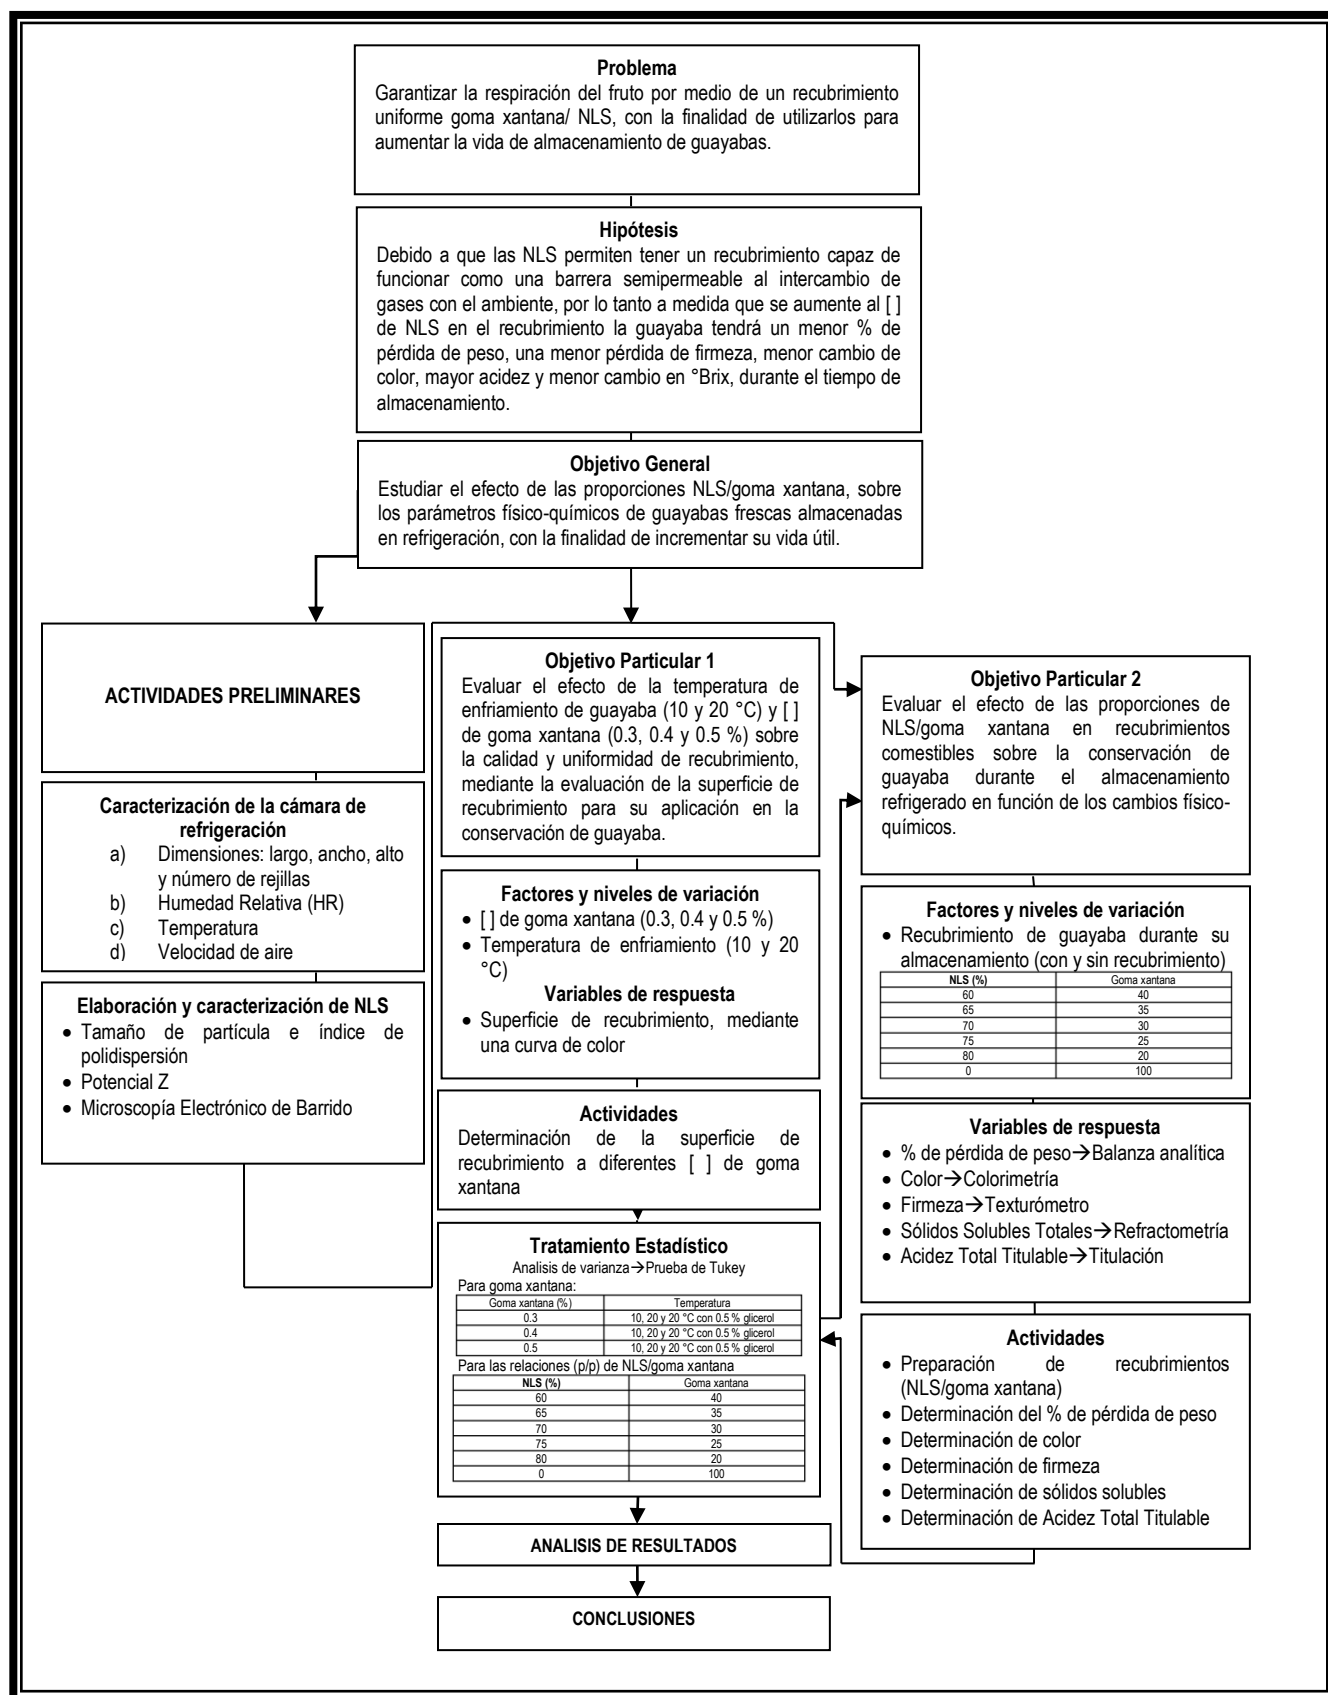 Problema
Garantizar la respiración del fruto por medio de un recubrimiento
uniforme goma xantana/ NLS, con la finalidad de utilizarlos para
aumentar la vida de almacenamiento de guayabas.
Hipótesis
Debido a que las NLS permiten tener un recubrimiento capaz de
funcionar como una barrera semipermeable al intercambio de
gases con el ambiente, por lo tanto a medida que se aumente al [ ]
de NLS en el recubrimiento la guayaba tendrá un menor % de
pérdida de peso, una menor pérdida de firmeza, menor cambio de
color, mayor acidez y menor cambio en °Brix, durante el tiempo de
almacenamiento.
Objetivo General
Estudiar el efecto de las proporciones NLS/goma xantana, sobre
los parámetros físico-químicos de guayabas frescas almacenadas
en refrigeración, con la finalidad de incrementar su vida útil.
ACTIVIDADES PRELIMINARES
Caracterización de la cámara de
refrigeración
a) Dimensiones: largo, ancho, alto
y número de rejillas
b) Humedad Relativa (HR)
c) Temperatura
d) Velocidad de aire
Elaboración y caracterización de NLS
• Tamaño de partícula e índice de
polidispersión
• Potencial Z
• Microscopía Electrónico de Barrido
Objetivo Particular 1
Evaluar el efecto de la temperatura de
enfriamiento de guayaba (10 y 20 °C) y [ ]
de goma xantana (0.3, 0.4 y 0.5 %) sobre
la calidad y uniformidad de recubrimiento,
mediante la evaluación de la superficie de
recubrimiento para su aplicación en la
conservación de guayaba.
Factores y niveles de variación
• [ ] de goma xantana (0.3, 0.4 y 0.5 %)
• Temperatura de enfriamiento (10 y 20
°C)
Variables de respuesta
• Superficie de recubrimiento, mediante
una curva de color
Actividades
Determinación de la superficie de
recubrimiento a diferentes [ ] de goma
xantana
Tratamiento Estadístico
Analisis de varianza→Prueba de Tukey
Para goma xantana:
Goma xantana (%) Temperatura
0.3 10, 20 y 20 °C con 0.5 % glicerol
0.4 10, 20 y 20 °C con 0.5 % glicerol
0.5 10, 20 y 20 °C con 0.5 % glicerol
Para las relaciones (p/p) de NLS/goma xantana
NLS (%) Goma xantana
60 40
65 35
70 30
75 25
80 20
0 100
ANALISIS DE RESULTADOS
CONCLUSIONES
Objetivo Particular 2
Evaluar el efecto de las proporciones de
NLS/goma xantana en recubrimientos
comestibles sobre la conservación de
guayaba durante el almacenamiento
refrigerado en función de los cambios físico-
químicos.
Factores y niveles de variación
• Recubrimiento de guayaba durante su
almacenamiento (con y sin recubrimiento)
NLS (%) Goma xantana
60 40
65 35
70 30
75 25
80 20
0 100
Variables de respuesta
• % de pérdida de peso→Balanza analítica
• Color→Colorimetría
• Firmeza→Texturómetro
• Sólidos Solubles Totales→Refractometría
• Acidez Total Titulable→Titulación
Actividades
• Preparación de recubrimientos
(NLS/goma xantana)
• Determinación del % de pérdida de peso
• Determinación de color
• Determinación de firmeza
• Determinación de sólidos solubles
• Determinación de Acidez Total Titulable